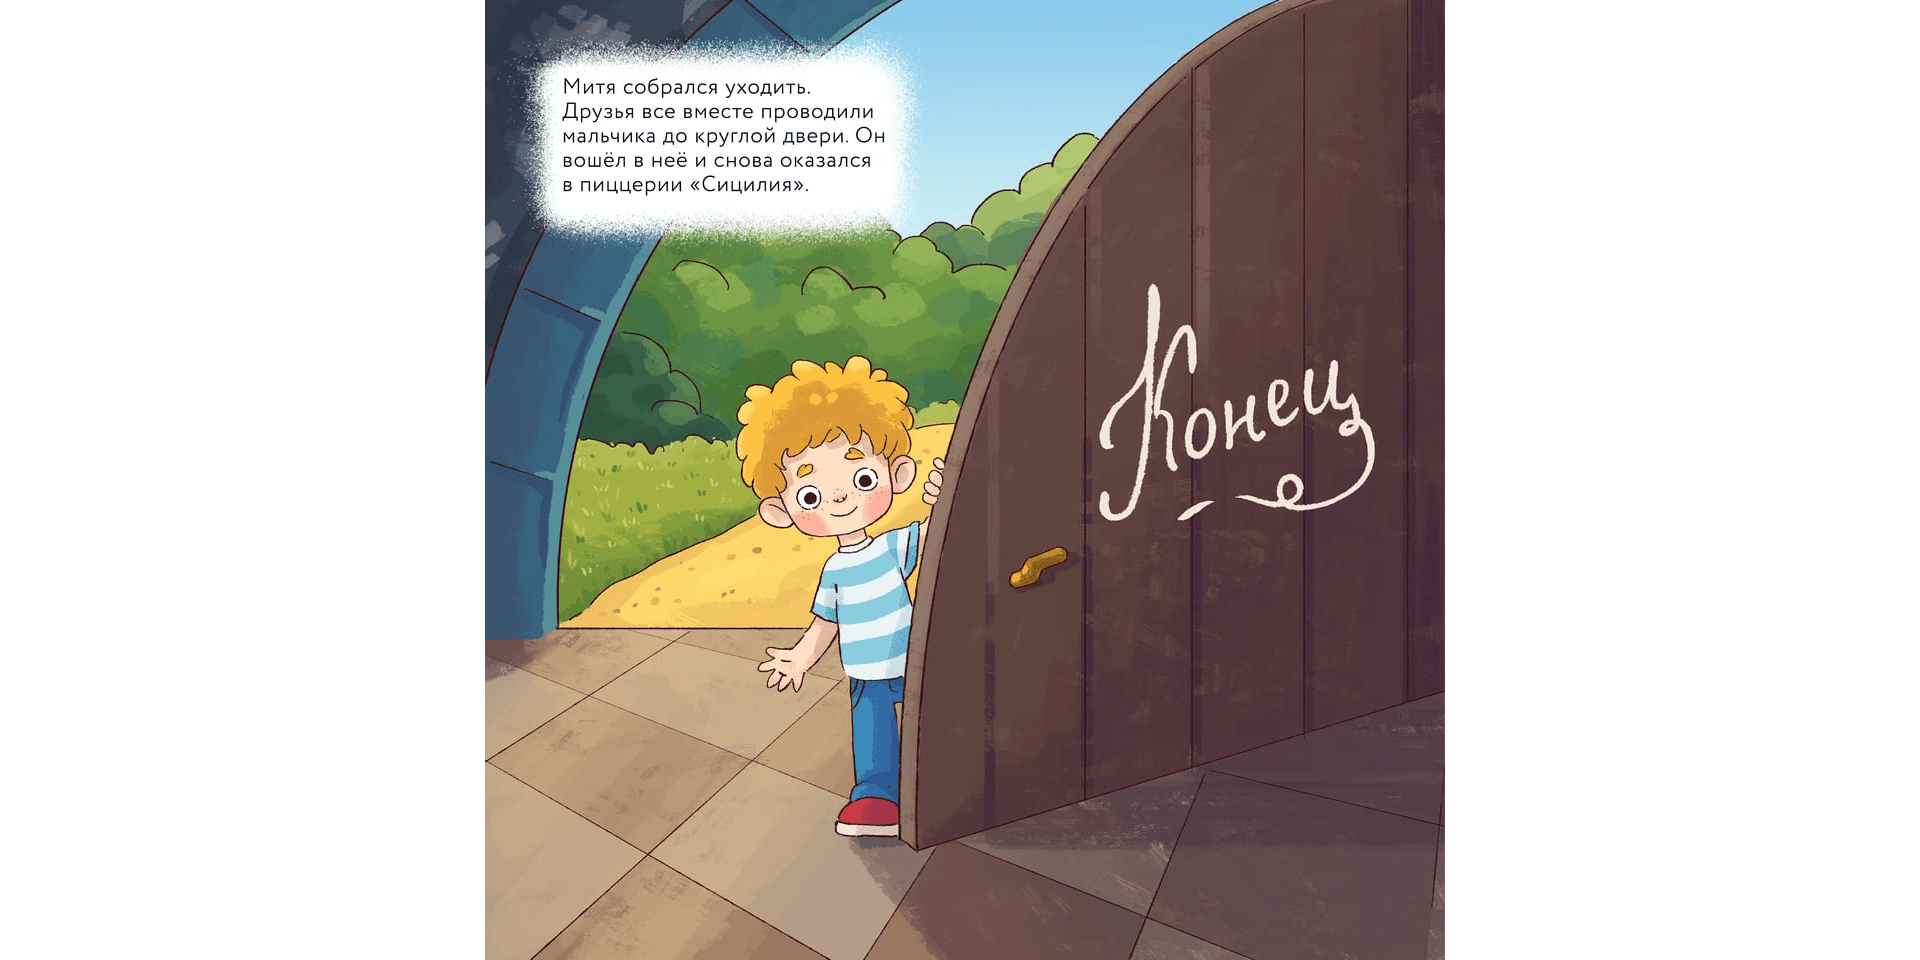 Митя собрался уходить.
Друзья все вместе проводили
мальчика до круглой двери. Он
вошёл в неё и снова оказался
в пиццерии «Сицилия».
Конец